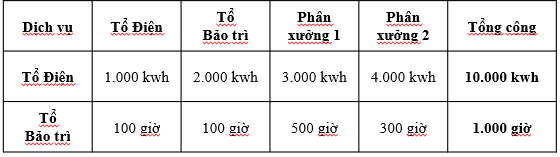 Dịch vụ Tổ Điện Tổ Bảo trì Phân xưởng 1 Phân xưởng 2 Tổng công
Tổ Điện 1.000 kwh 2.000 kwh 3.000 kwh 4.000 kwh 10.000 kwh
Tổ Bảo trì 100 giờ 100 giờ 500 giờ 300 giờ 1.000 giờ